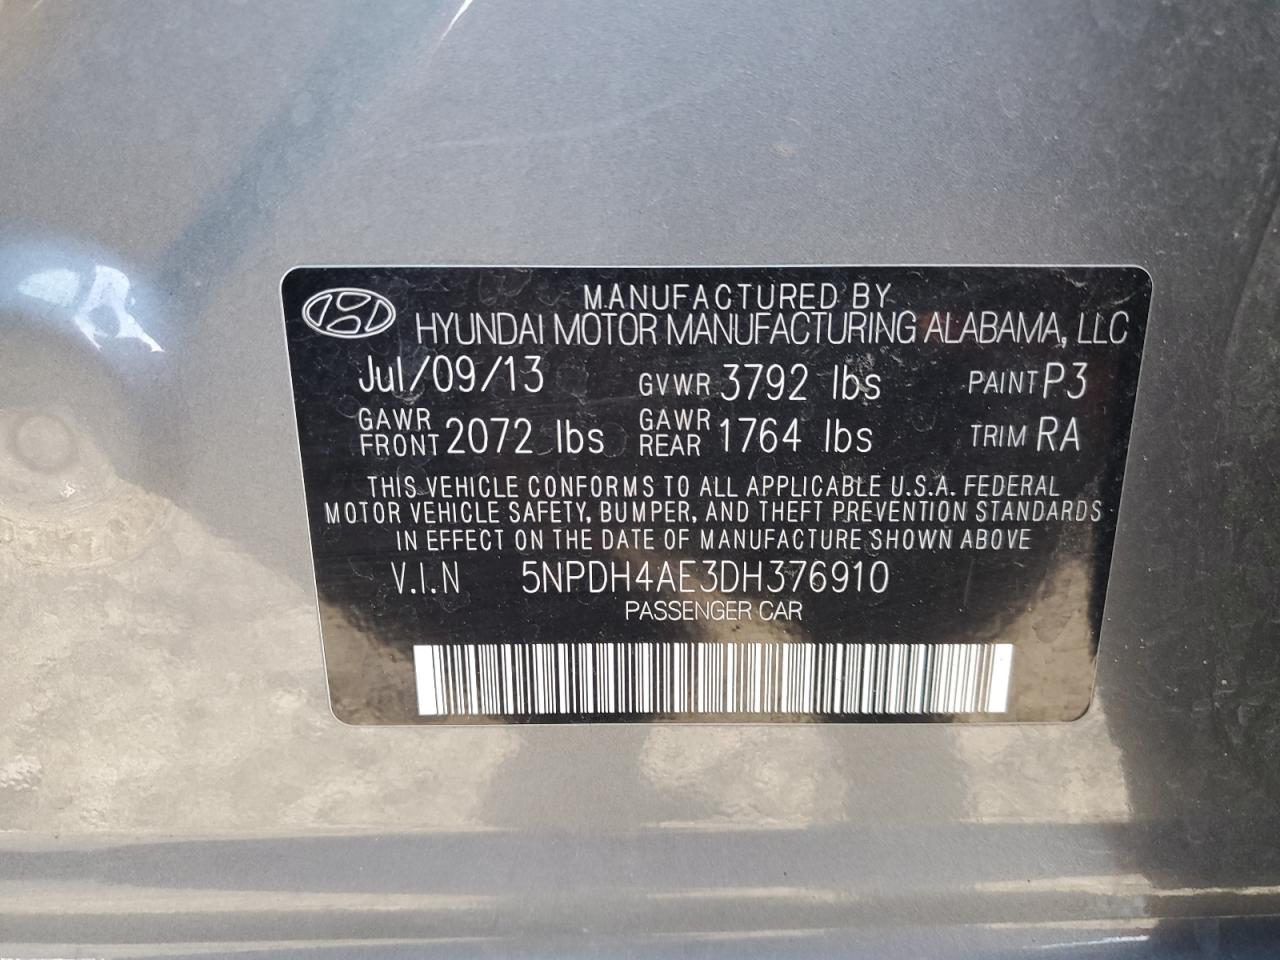 MANUFACTURED BY
HYUNDAI MOTOR MANUFACTURING ALABAMA, LLC
Jul/09/13 GVWR 3792 lbs PAINT P3
GAWR FRONT 2072 lbs GAWR REAR 1764 lbs TRIM RA
THIS VEHICLE CONFORMS TO ALL APPLICABLE U.S.A. FEDERAL
MOTOR VEHICLE SAFETY, BUMPER, AND THEFT PREVENTION STANDARDS
IN EFFECT ON THE DATE OF MANUFACTURE SHOWN ABOVE
V.I.N 5NPDH4AE3DH376910
PASSENGER CAR